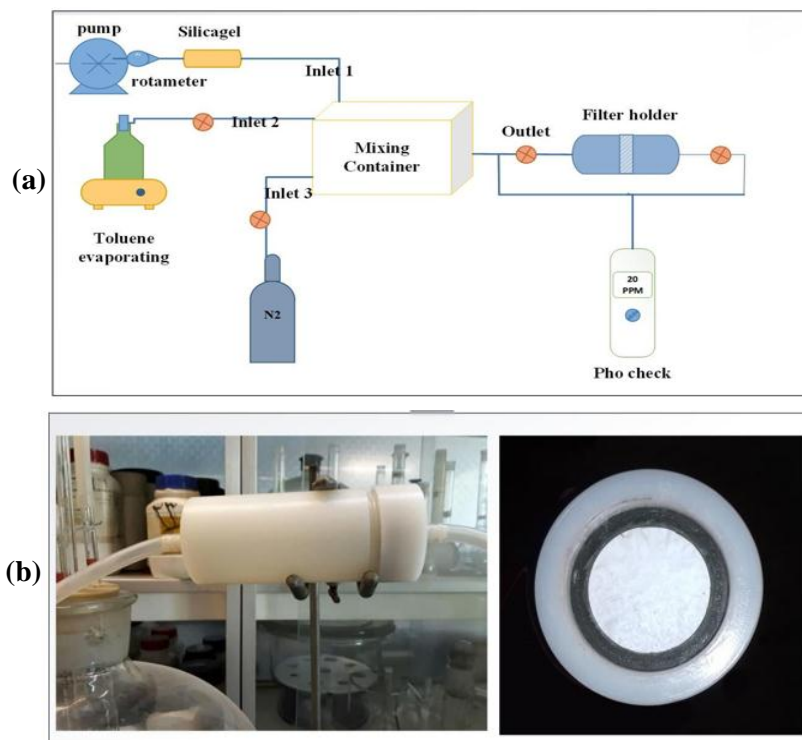 pump
Silicagel
rotameter
Inlet 1
Inlet 2
Outlet
Filter holder
Mixing
Container
(a)
Inlet 3
Toluene
evaporating
N2
20
PPM
Pho check
(b)